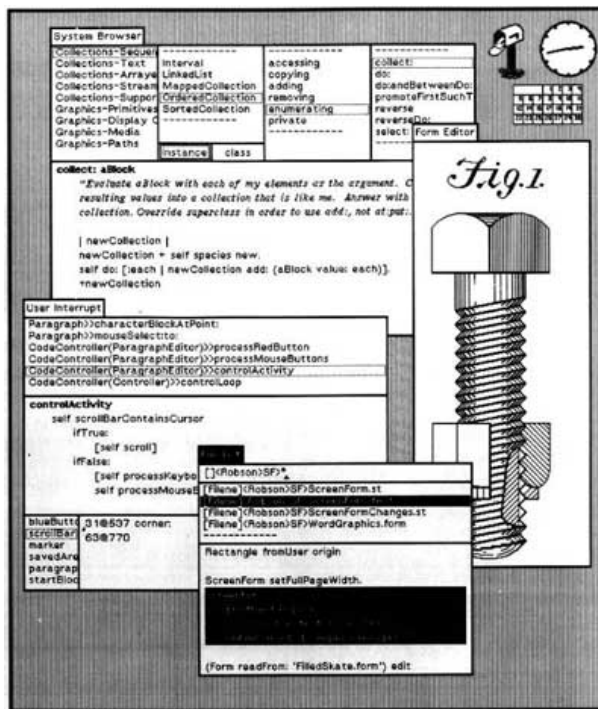 System Browser
Collections-Text
Collections-Arraye
Collections-Stream
Collections-Suppor
Graphics-Primitives
Graphics-Display
Graphics-Media
Graphics-Paths
------------
Interval
LinkedList
MappedCollection
OrderedCollection
SortedCollection
------------
instance class
------------
accessing
copying
adding
removing
enumerating
private
------------
collect:
do:
do:andBetweenDo:
promoteFirstSuchT
reverse
reverseDo:
select:
collect: aBlock
"Evaluate aBlock with each of my elements as the argument. C
resulting values into a collection that is like me. Answer with
collection. Override superclass in order to use add:, not at:put:.
| newCollection |
newCollection ← self species new.
self do: [:each | newCollection add: (aBlock value: each)].
↑newCollection
Form Editor
Fig. 1.
User Interrupt
Paragraph>>characterBlockAtPoint:
Paragraph>>mouseSelect:to:
CodeController(ParagraphEditor)>>processRedButton
CodeController(ParagraphEditor)>>processMouseButtons
CodeController(ParagraphEditor)>>controlActivity
CodeController(Controller)>>controlLoop
controlActivity
self scrollBarContainsCursor
ifTrue:
[self scroll]
ifFalse:
[self processKeybo
self processMouseB
blueButto
scrollBar
marker
savedAre
paragrap
startBloc
31@537 corner:
63@770
[]<Robson>SF>*
[Filene]<Robson>SF>ScreenForm.st
[Filene]<Robson>SF>ScreenFormChanges.st
[Filene]<Robson>SF>WordGraphics.form
------------
Rectangle fromUser origin
ScreenForm setFullPageWidth.
(Form readFrom: 'FilledSkate.form') edit